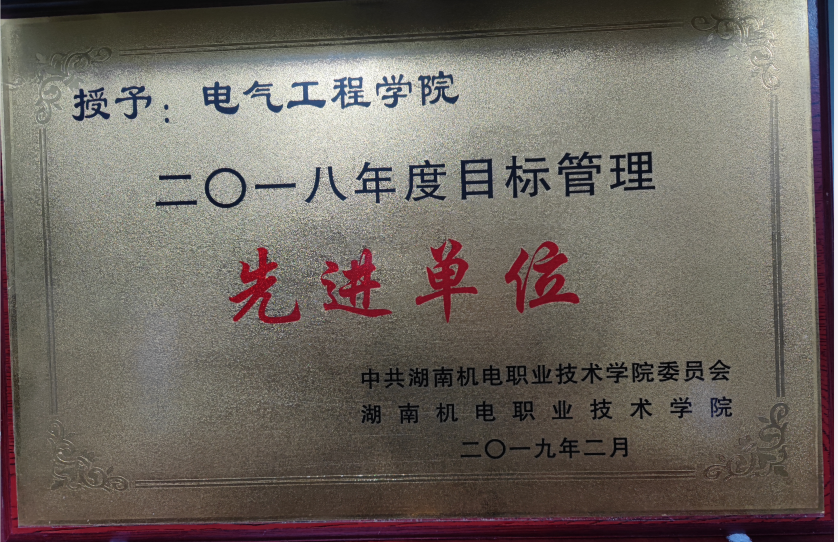 授予：电气工程学院
二〇一八年度目标管理
先进单位
中共湖南机电职业技术学院委员会
湖南机电职业技术学院
二〇一九年二月